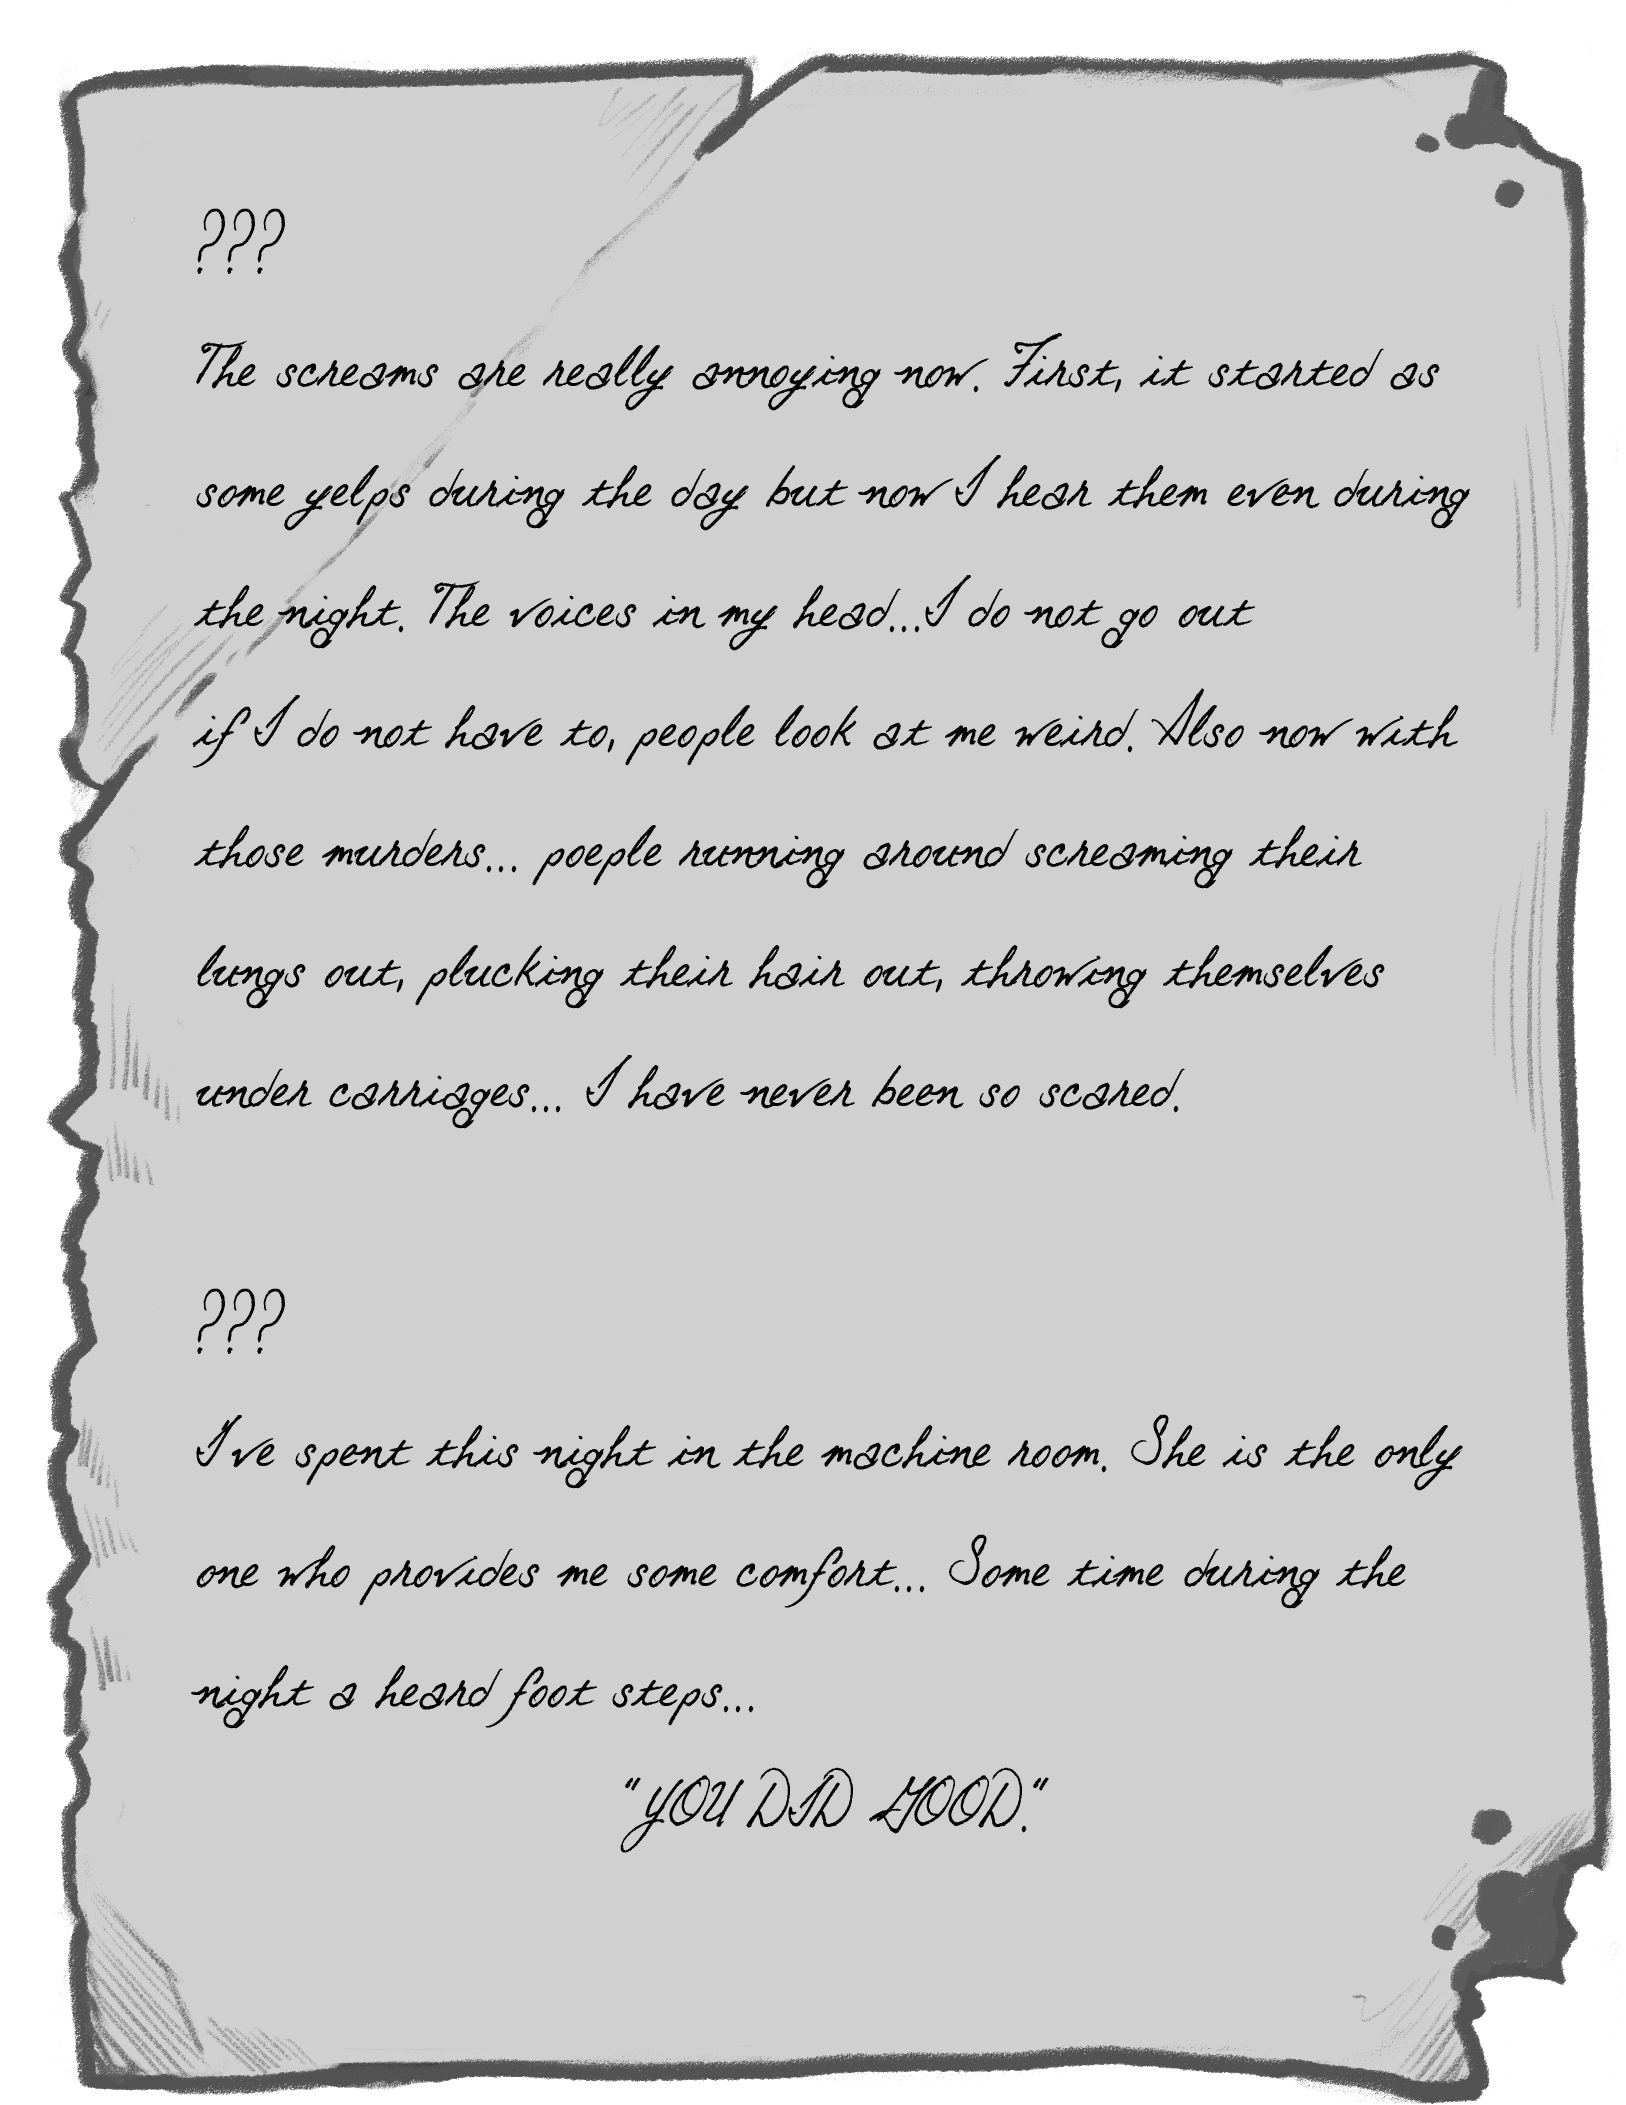 ???
The screams are really annoying now. First, it started as
some yelps during the day but now I hear them even during
the night. The voices in my head...I do not go out
if I do not have to, people look at me weird. Also now with
those murders... poeple running around screaming their
lungs out, plucking their hair out, throwing themselves
under carriages... I have never been so scared.
???
I've spent this night in the machine room. She is the only
one who provides me some comfort... Some time during the
night a heard foot steps...
"YOU DID GOOD."